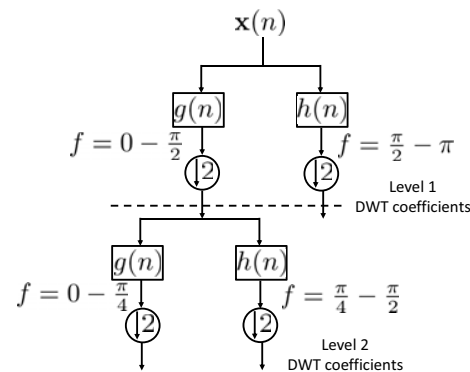 x(n)
g(n) h(n)
f = 0 − π/2
f = π/2 − π
↓2 ↓2
Level 1
DWT coefficients
g(n) h(n)
f = 0 − π/4
f = π/4 − π/2
↓2 ↓2
Level 2
DWT coefficients